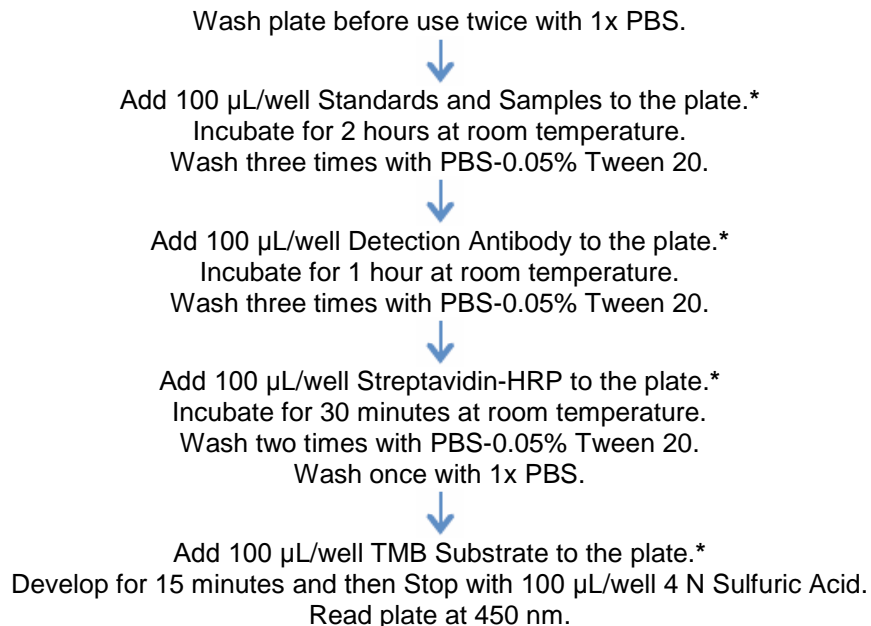 Wash plate before use twice with 1x PBS.
Add 100 µL/well Standards and Samples to the plate.*
Incubate for 2 hours at room temperature.
Wash three times with PBS-0.05% Tween 20.
Add 100 µL/well Detection Antibody to the plate.*
Incubate for 1 hour at room temperature.
Wash three times with PBS-0.05% Tween 20.
Add 100 µL/well Streptavidin-HRP to the plate.*
Incubate for 30 minutes at room temperature.
Wash two times with PBS-0.05% Tween 20.
Wash once with 1x PBS.
Add 100 µL/well TMB Substrate to the plate.*
Develop for 15 minutes and then Stop with 100 µL/well 4 N Sulfuric Acid.
Read plate at 450 nm.